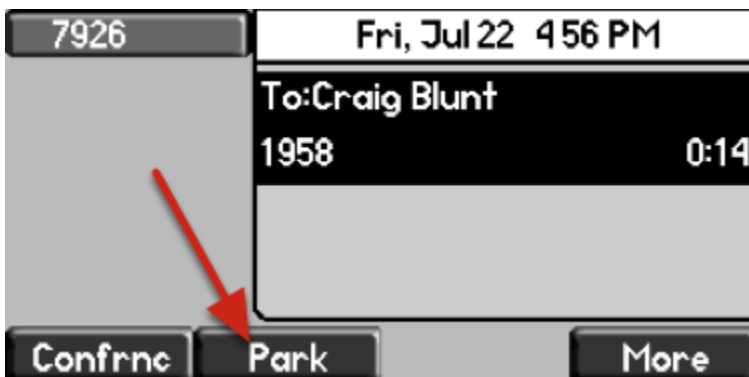 7926
Fri, Jul 22 4 56 PM
To:Craig Blunt
1958 0:14
Confrnc Park More